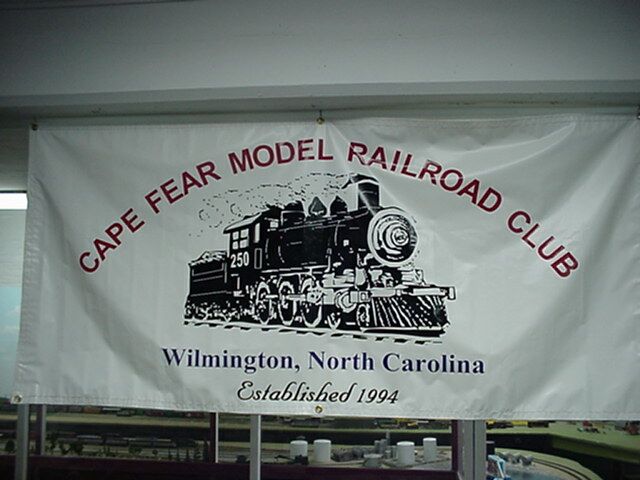 CAPE FEAR MODEL RAILROAD CLUB
250
Wilmington, North Carolina
Established 1994